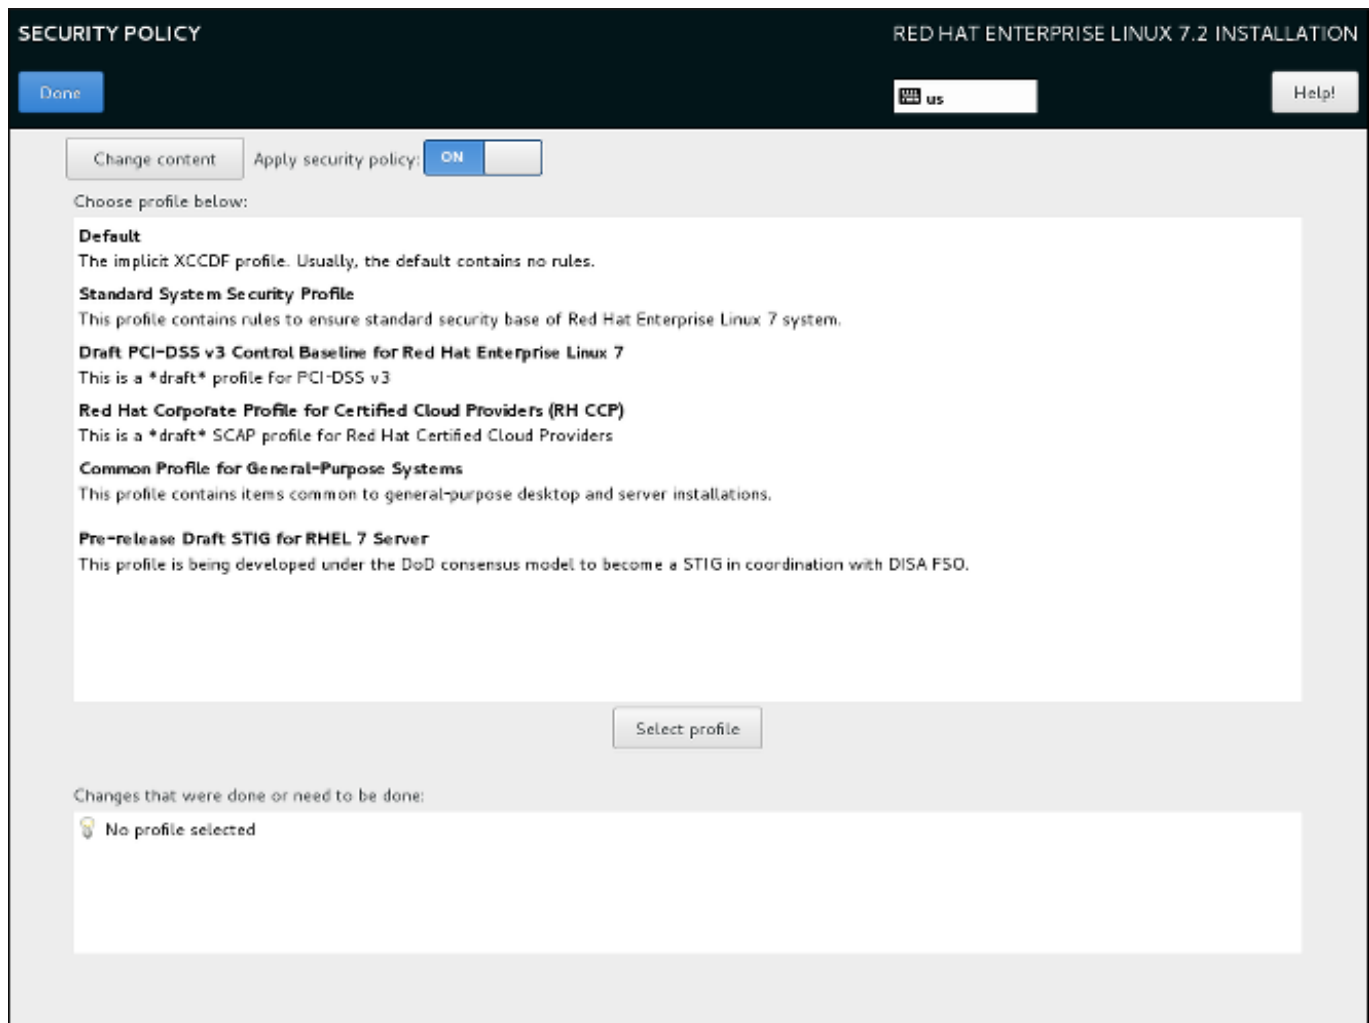 SECURITY POLICY
RED HAT ENTERPRISE LINUX 7.2 INSTALLATION
Done
us
Help!
Change content
Apply security policy:
ON
Choose profile below:
Default
The implicit XCCDF profile. Usually, the default contains no rules.
Standard System Security Profile
This profile contains rules to ensure standard security base of Red Hat Enterprise Linux 7 system.
Draft PCI-DSS v3 Control Baseline for Red Hat Enterprise Linux 7
This is a *draft* profile for PCI-DSS v3
Red Hat Corporate Profile for Certified Cloud Providers (RH CCP)
This is a *draft* SCAP profile for Red Hat Certified Cloud Providers
Common Profile for General-Purpose Systems
This profile contains items common to general-purpose desktop and server installations.
Pre-release Draft STIG for RHEL 7 Server
This profile is being developed under the DoD consensus model to become a STIG in coordination with DISA FSO.
Select profile
Changes that were done or need to be done:
No profile selected